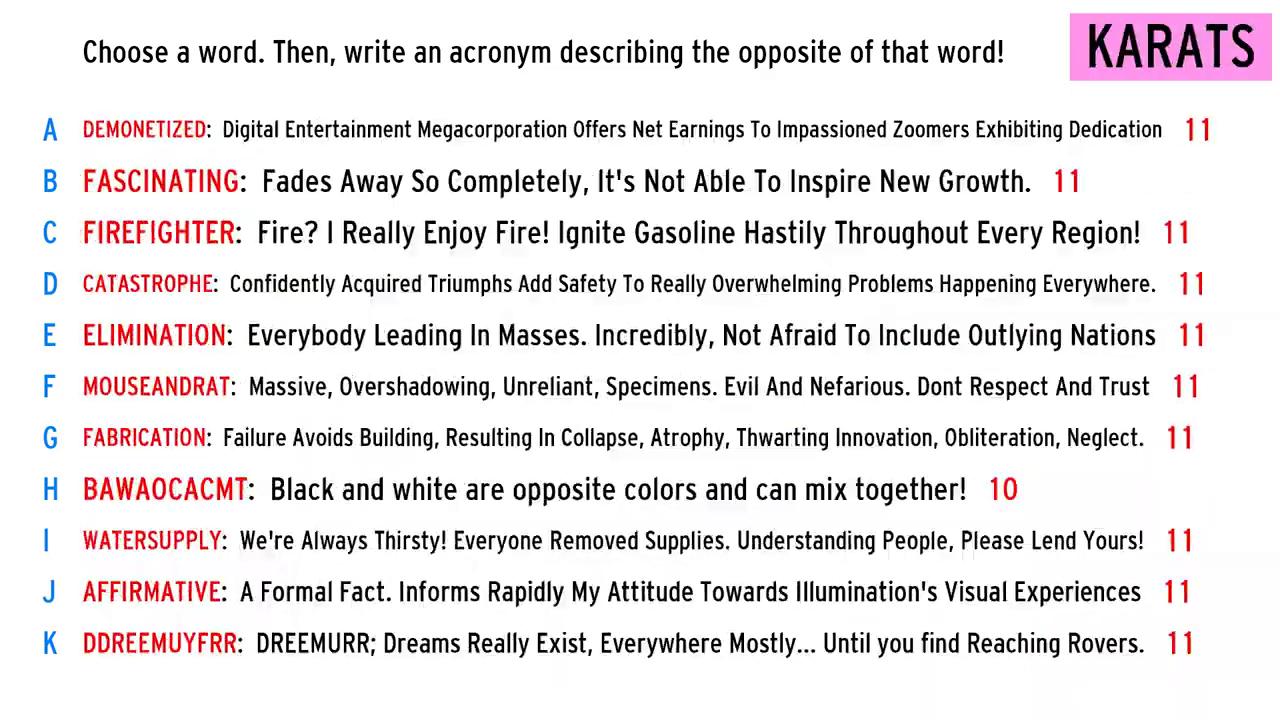 Choose a word. Then, write an acronym describing the opposite of that word!
KARATS
A DEMONETIZED: Digital Entertainment Megacorporation Offers Net Earnings To Impassioned Zoomers Exhibiting Dedication 11
B FASCINATING: Fades Away So Completely, It's Not Able To Inspire New Growth. 11
C FIREFIGHTER: Fire? I Really Enjoy Fire! Ignite Gasoline Hastily Throughout Every Region! 11
D CATASTROPHE: Confidently Acquired Triumphs Add Safety To Really Overwhelming Problems Happening Everywhere. 11
E ELIMINATION: Everybody Leading In Masses. Incredibly, Not Afraid To Include Outlying Nations 11
F MOUSEANDRAT: Massive, Overshadowing, Unreliant, Specimens. Evil And Nefarious. Dont Respect And Trust 11
G FABRICATION: Failure Avoids Building, Resulting In Collapse, Atrophy, Thwarting Innovation, Obliteration, Neglect. 11
H BAWAOCACMT: Black and white are opposite colors and can mix together! 10
I WATERSUPPLY: We're Always Thirsty! Everyone Removed Supplies. Understanding People, Please Lend Yours! 11
J AFFIRMATIVE: A Formal Fact. Informs Rapidly My Attitude Towards Illumination's Visual Experiences 11
K DDREEMUYFRR: DREEMURR; Dreams Really Exist, Everywhere Mostly... Until you find Reaching Rovers. 11